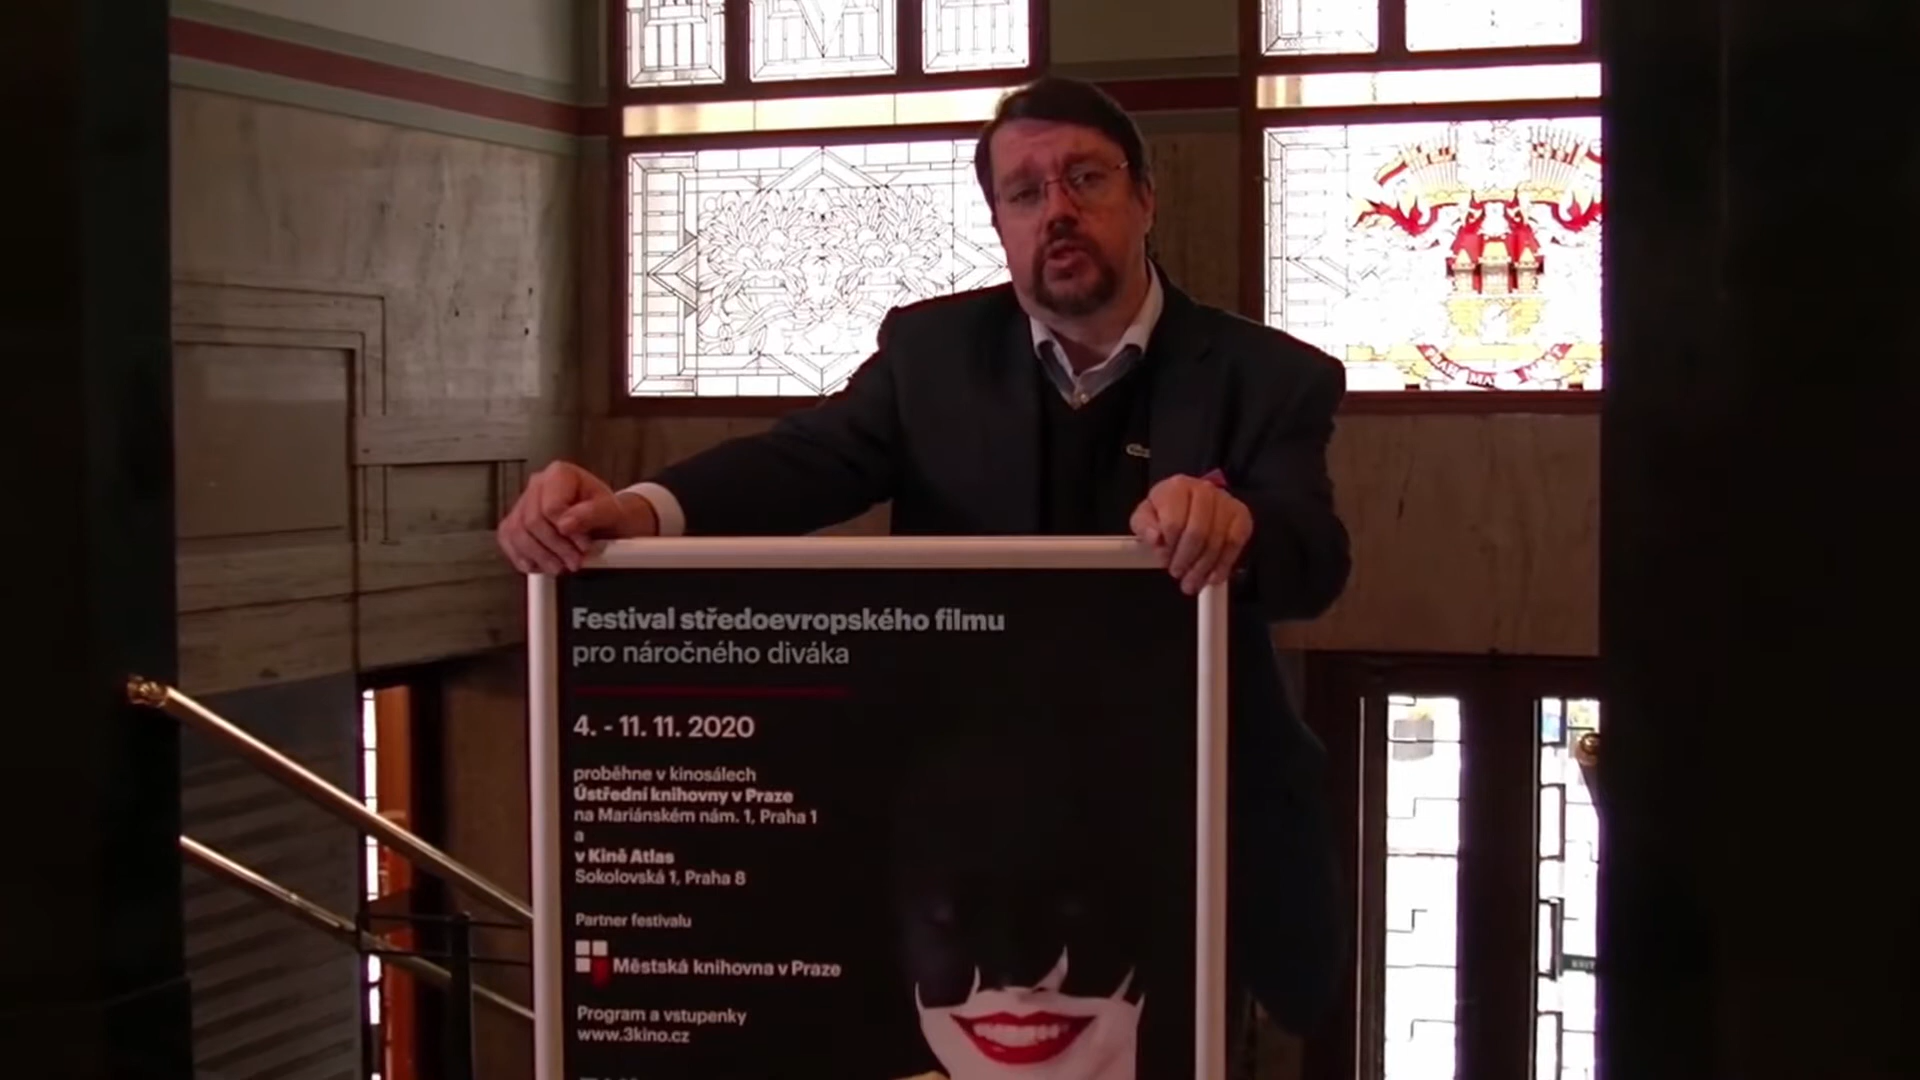 Festival středoevropského filmu
pro náročného diváka
4. - 11. 11. 2020
proběhne v kinosálech
Ústřední knihovny v Praze
na Mariánském nám. 1, Praha 1
a
v Kině Atlas
Sokolovská 1, Praha 8
Partner festivalu
Městská knihovna v Praze
Program a vstupenky
www.3kino.cz